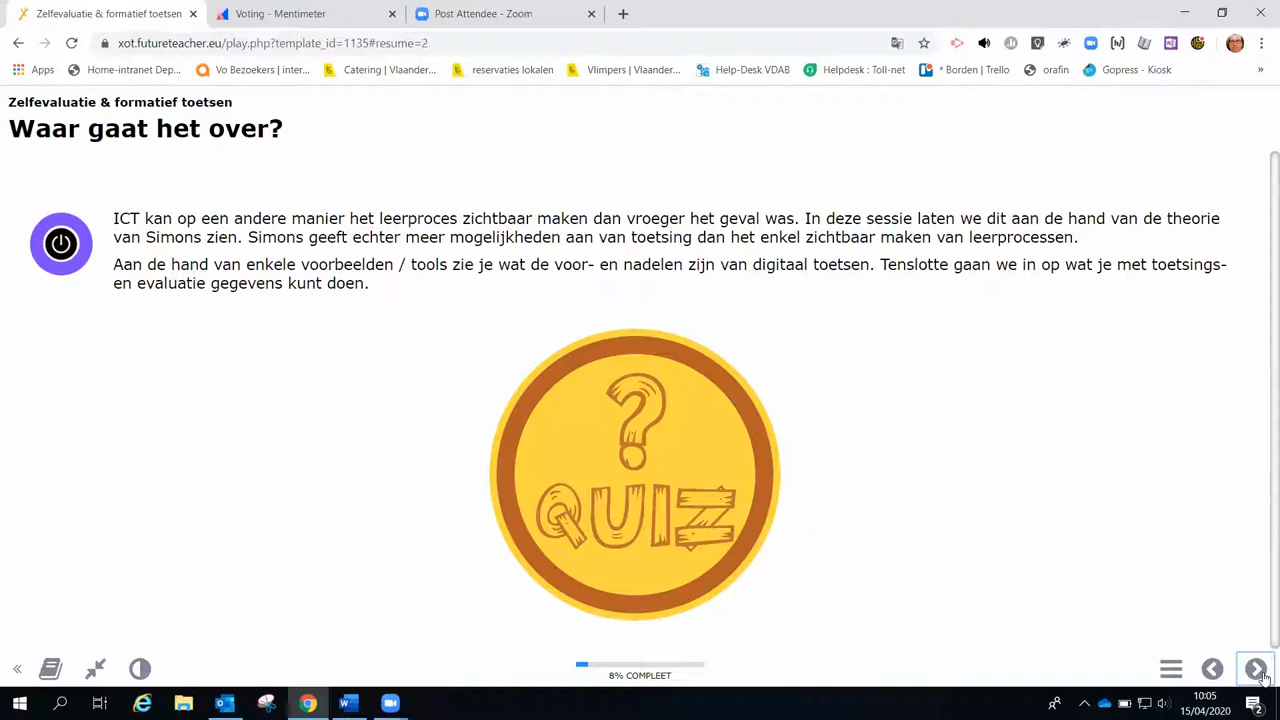 Zelfevaluatie & formatief toetsen
Voting - Mentimeter
Post Attendee - Zoom
xot.futureteacher.eu/play.php?template_id=1135#resume=2
Apps
Home-intranet Dep...
Vo Bezoekers | inter...
Catering | Vlaander...
reservaties lokalen
Vlimpers | Vlaander...
Help-Desk VDAB
Helpdesk : Toll-net
* Borden | Trello
orafin
Gopress - Kiosk
»
Zelfevaluatie & formatief toetsen
Waar gaat het over?
ICT kan op een andere manier het leerproces zichtbaar maken dan vroeger het geval was. In deze sessie laten we dit aan de hand van de theorie
van Simons zien. Simons geeft echter meer mogelijkheden aan van toetsing dan het enkel zichtbaar maken van leerprocessen.
Aan de hand van enkele voorbeelden / tools zie je wat de voor- en nadelen zijn van digitaal toetsen. Tenslotte gaan we in op wat je met toetsings-
en evaluatie gegevens kunt doen.
?
QUIZ
«
8% COMPLEET
10:05
15/04/2020
2